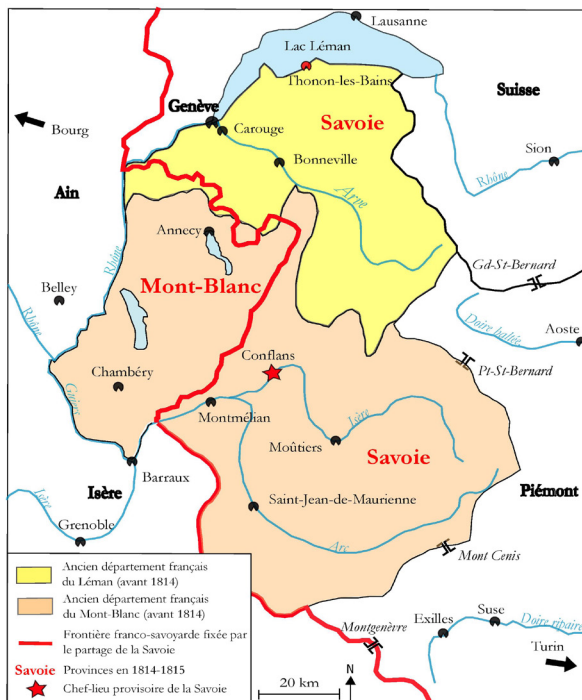 Lausanne
Lac Léman
Thonon-les-Bains
Genève
Suisse
Savoie
Carouge
Bourg
Bonneville
Sion
Rhône
Ain
Arve
Annecy
Rhône
Gd-St-Bernard
Mont-Blanc
Belley
Rhône
Doire baltée
Aoste
Conflans
Pt-St-Bernard
Chambéry
Guiers
Montmélian
Isère
Moûtiers
Savoie
Barraux
Isère
Piémont
Saint-Jean-de-Maurienne
Isère
Grenoble
Arc
Mont Cenis
Ancien département français
du Léman (avant 1814)
Ancien département français
du Mont-Blanc (avant 1814)
Frontière franco-savoyarde fixée par
le partage de la Savoie
Savoie Provinces en 1814-1815
Chef-lieu provisoire de la Savoie
Montgenèvre
Exilles
Suse
Doire ripaire
Turin
20 km
N